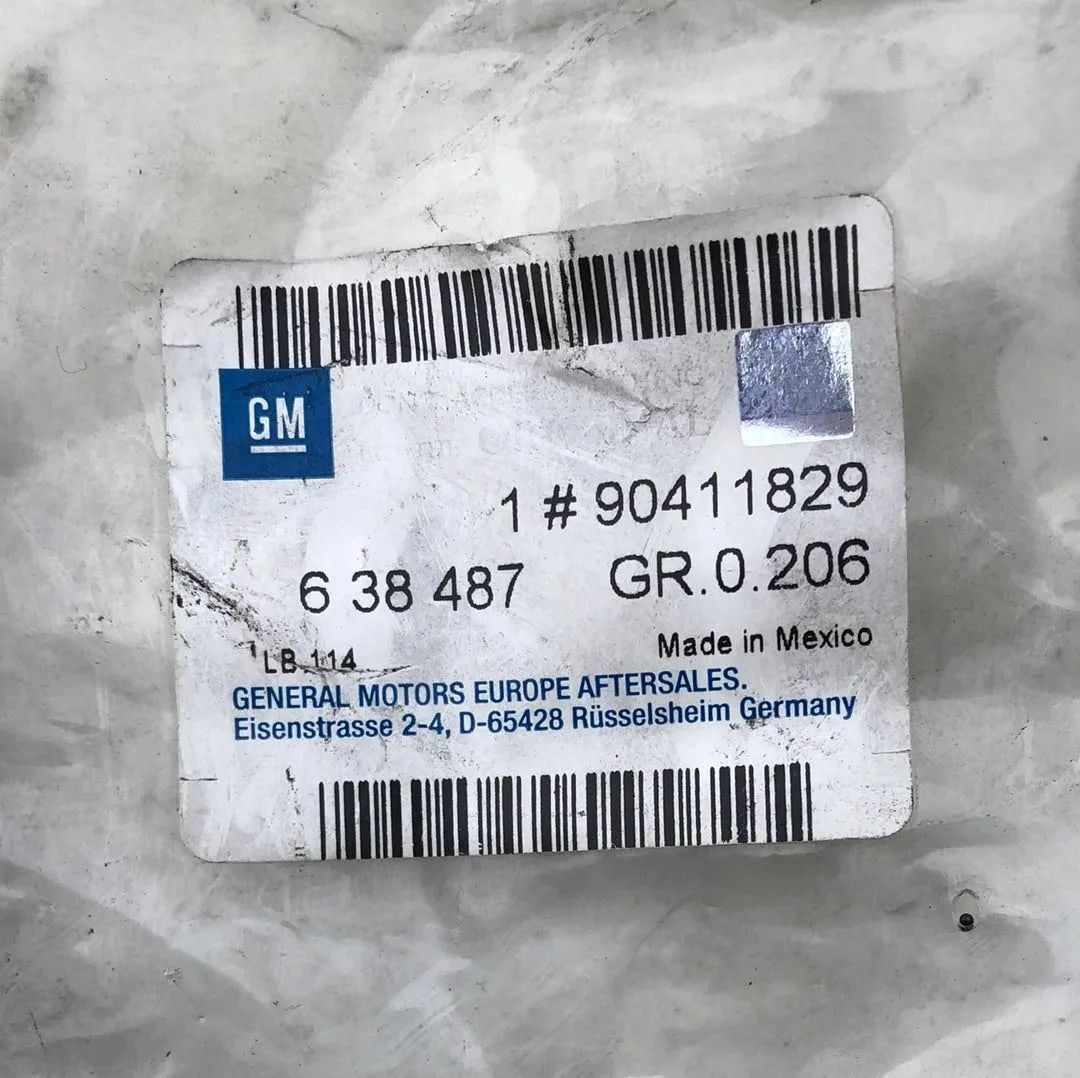 GM
1 # 90411829
6 38 487 GR.0.206
LB.114 Made in Mexico
GENERAL MOTORS EUROPE AFTERSALES.
Eisenstrasse 2-4, D-65428 Rüsselsheim Germany